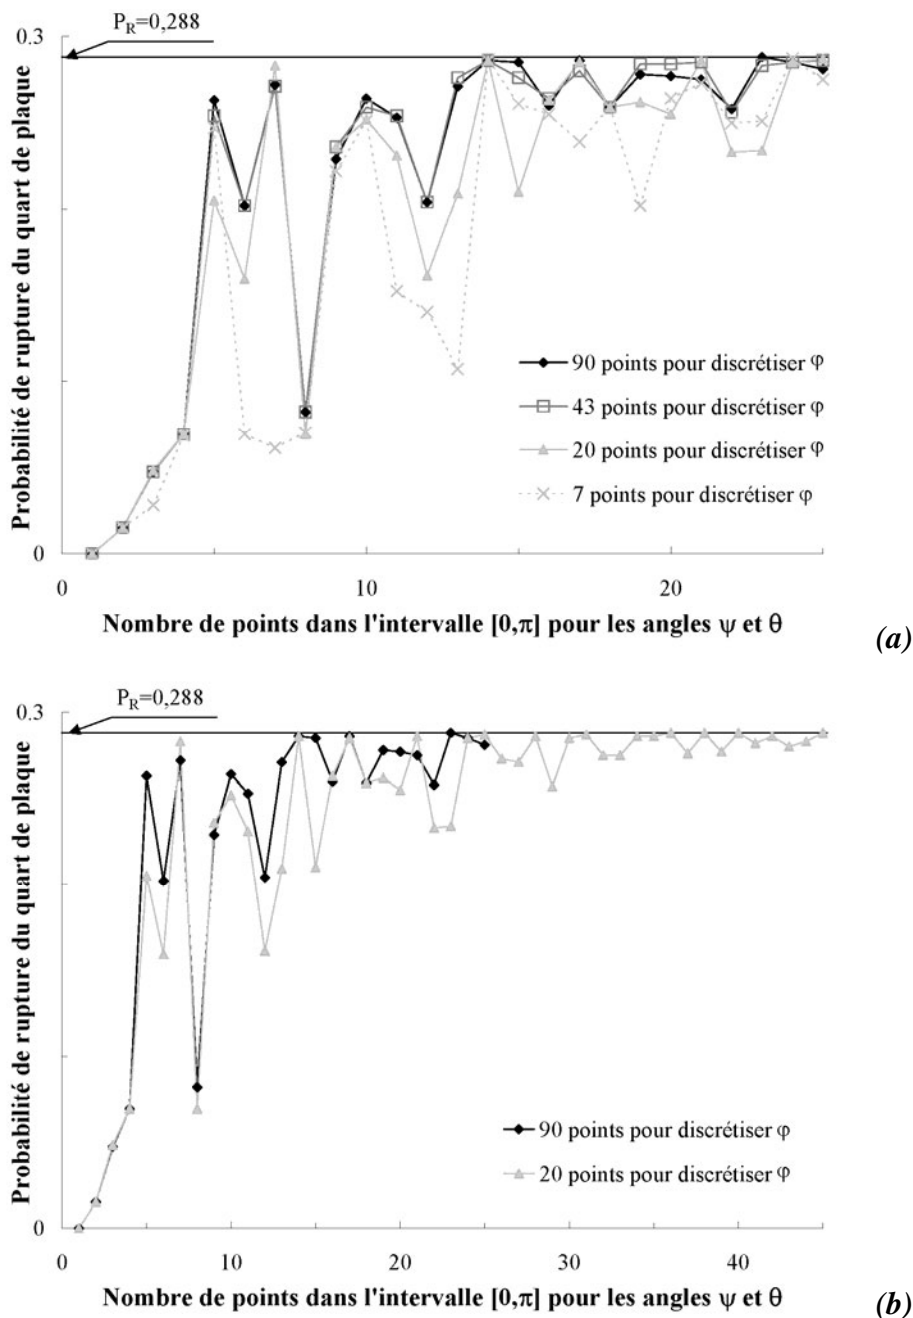 P_R=0,288
0.3
Probabilité de rupture du quart de plaque
90 points pour discrétiser φ
43 points pour discrétiser φ
20 points pour discrétiser φ
7 points pour discrétiser φ
0
0
10
20
Nombre de points dans l'intervalle [0,π] pour les angles ψ et θ
(a)
P_R=0,288
0.3
Probabilité de rupture du quart de plaque
90 points pour discrétiser φ
20 points pour discrétiser φ
0
0
10
20
30
40
Nombre de points dans l'intervalle [0,π] pour les angles ψ et θ
(b)